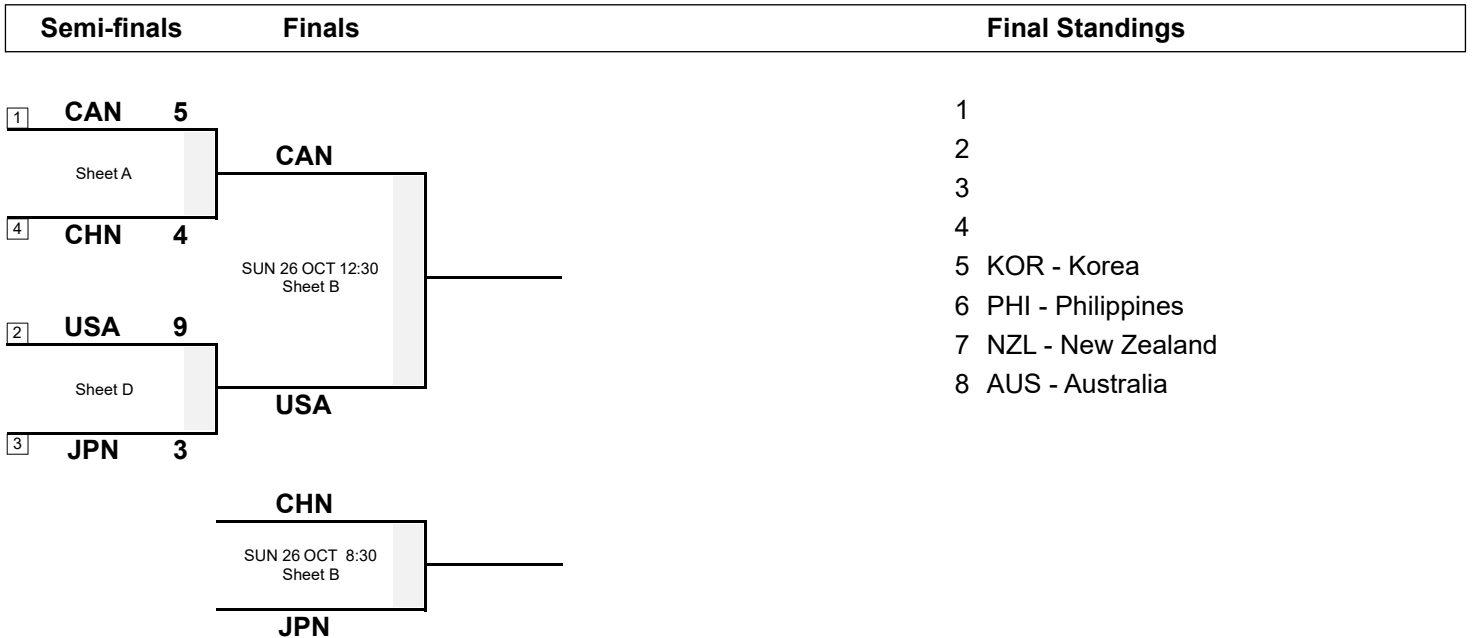 Semi-finals Finals Final Standings
1 CAN 5
Sheet A
4 CHN 4
CAN
SUN 26 OCT 12:30
Sheet B
2 USA 9
Sheet D
3 JPN 3
USA
CHN
SUN 26 OCT 8:30
Sheet B
JPN
1
2
3
4
5 KOR - Korea
6 PHI - Philippines
7 NZL - New Zealand
8 AUS - Australia